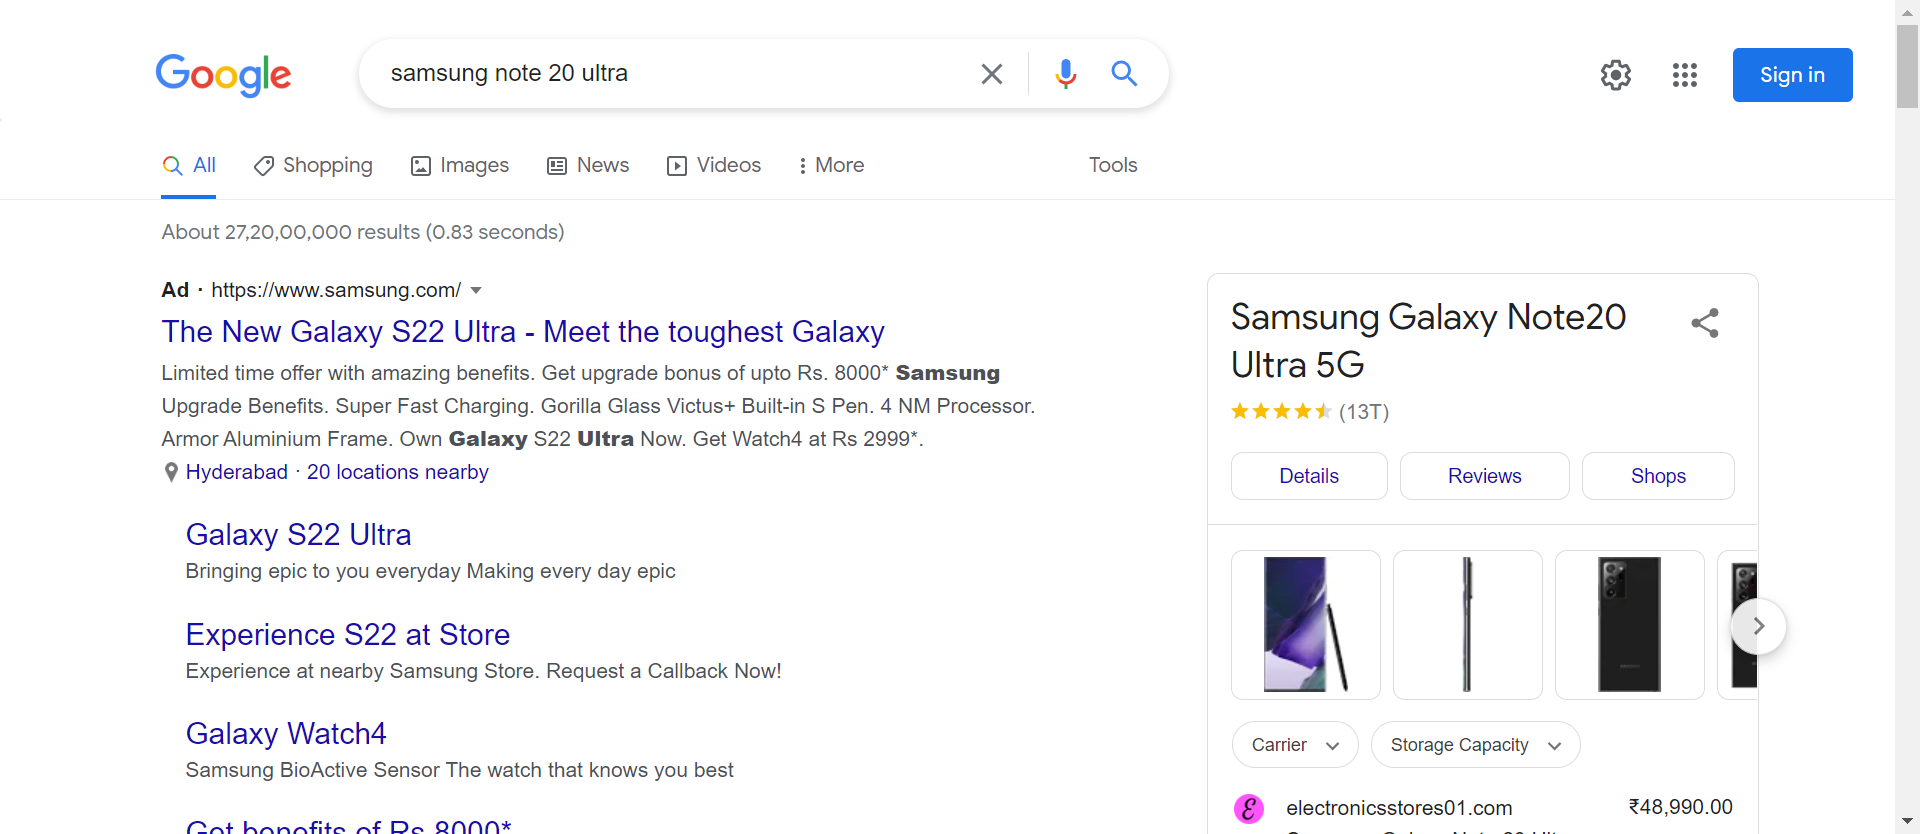 Google
samsung note 20 ultra
Sign in
All
Shopping
Images
News
Videos
More
Tools
About 27,20,00,000 results (0.83 seconds)
Ad · https://www.samsung.com/
The New Galaxy S22 Ultra - Meet the toughest Galaxy
Limited time offer with amazing benefits. Get upgrade bonus of upto Rs. 8000* Samsung
Upgrade Benefits. Super Fast Charging. Gorilla Glass Victus+ Built-in S Pen. 4 NM Processor.
Armor Aluminium Frame. Own Galaxy S22 Ultra Now. Get Watch4 at Rs 2999*.
Hyderabad · 20 locations nearby
Galaxy S22 Ultra
Bringing epic to you everyday Making every day epic
Experience S22 at Store
Experience at nearby Samsung Store. Request a Callback Now!
Galaxy Watch4
Samsung BioActive Sensor The watch that knows you best
Get benefits of Rs 8000*
Samsung Galaxy Note20
Ultra 5G
(13T)
Details
Reviews
Shops
Carrier
Storage Capacity
electronicsstores01.com
₹48,990.00